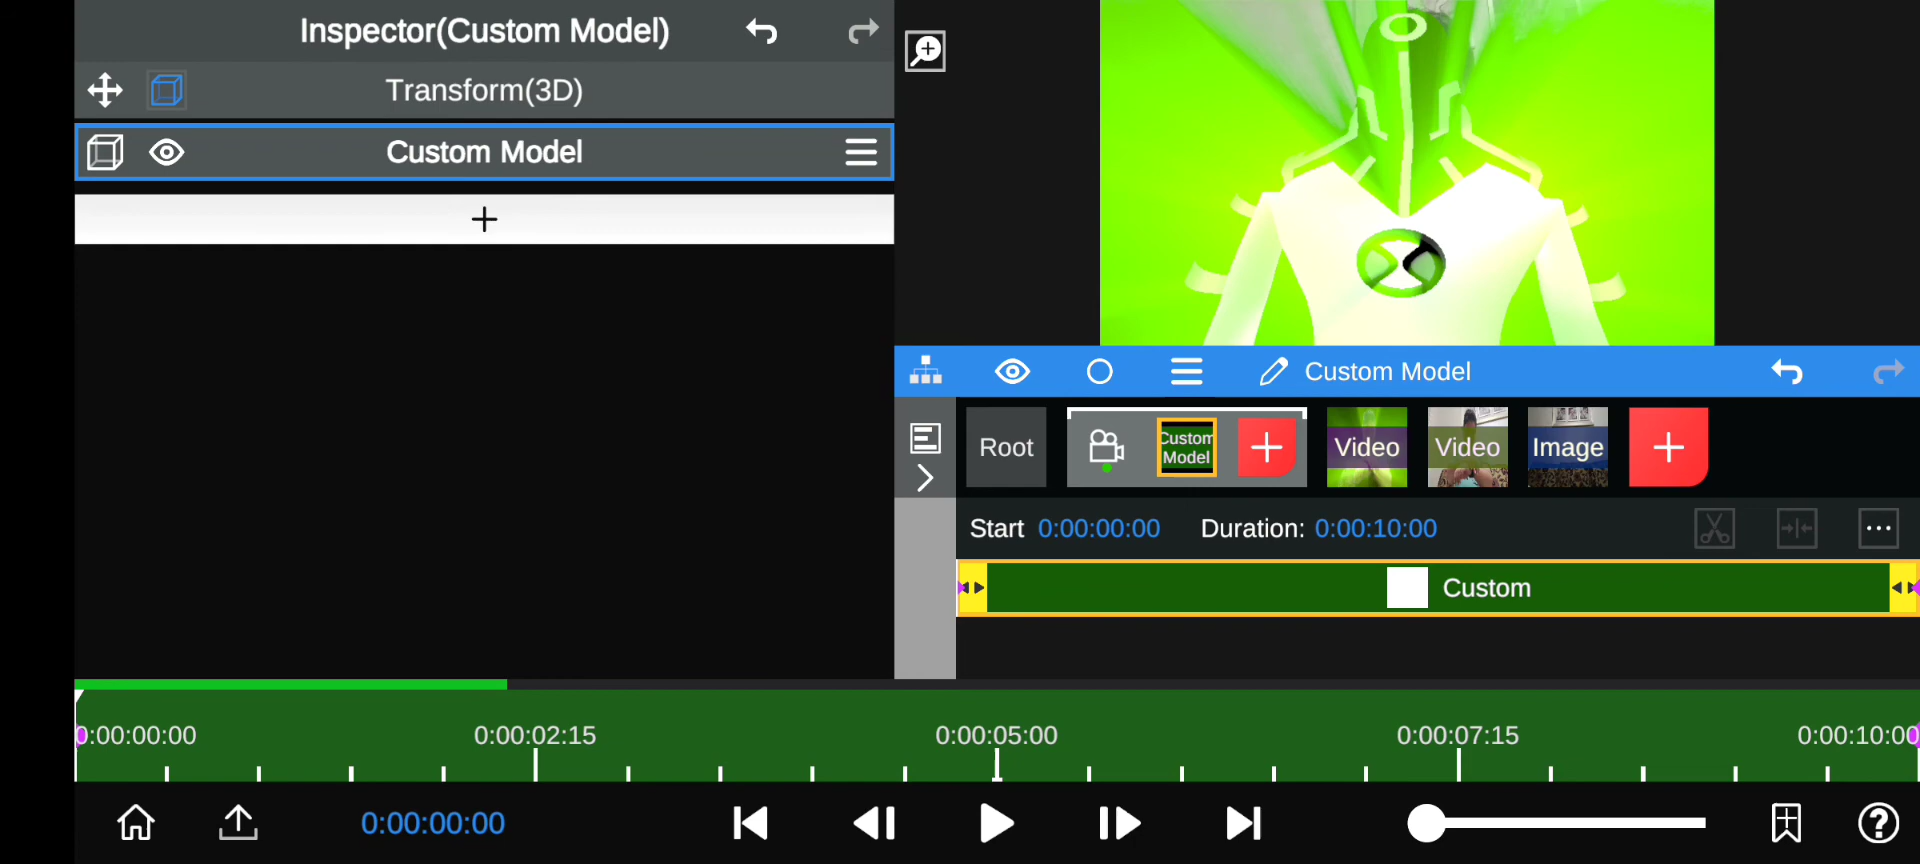 Inspector(Custom Model)
Transform(3D)
Custom Model
Custom Model
Root
Custom
Model
Video
Video
Image
Start 0:00:00:00 Duration: 0:00:10:00
Custom
0:00:00:00 0:00:02:15 0:00:05:00 0:00:07:15 0:00:10:00
0:00:00:00